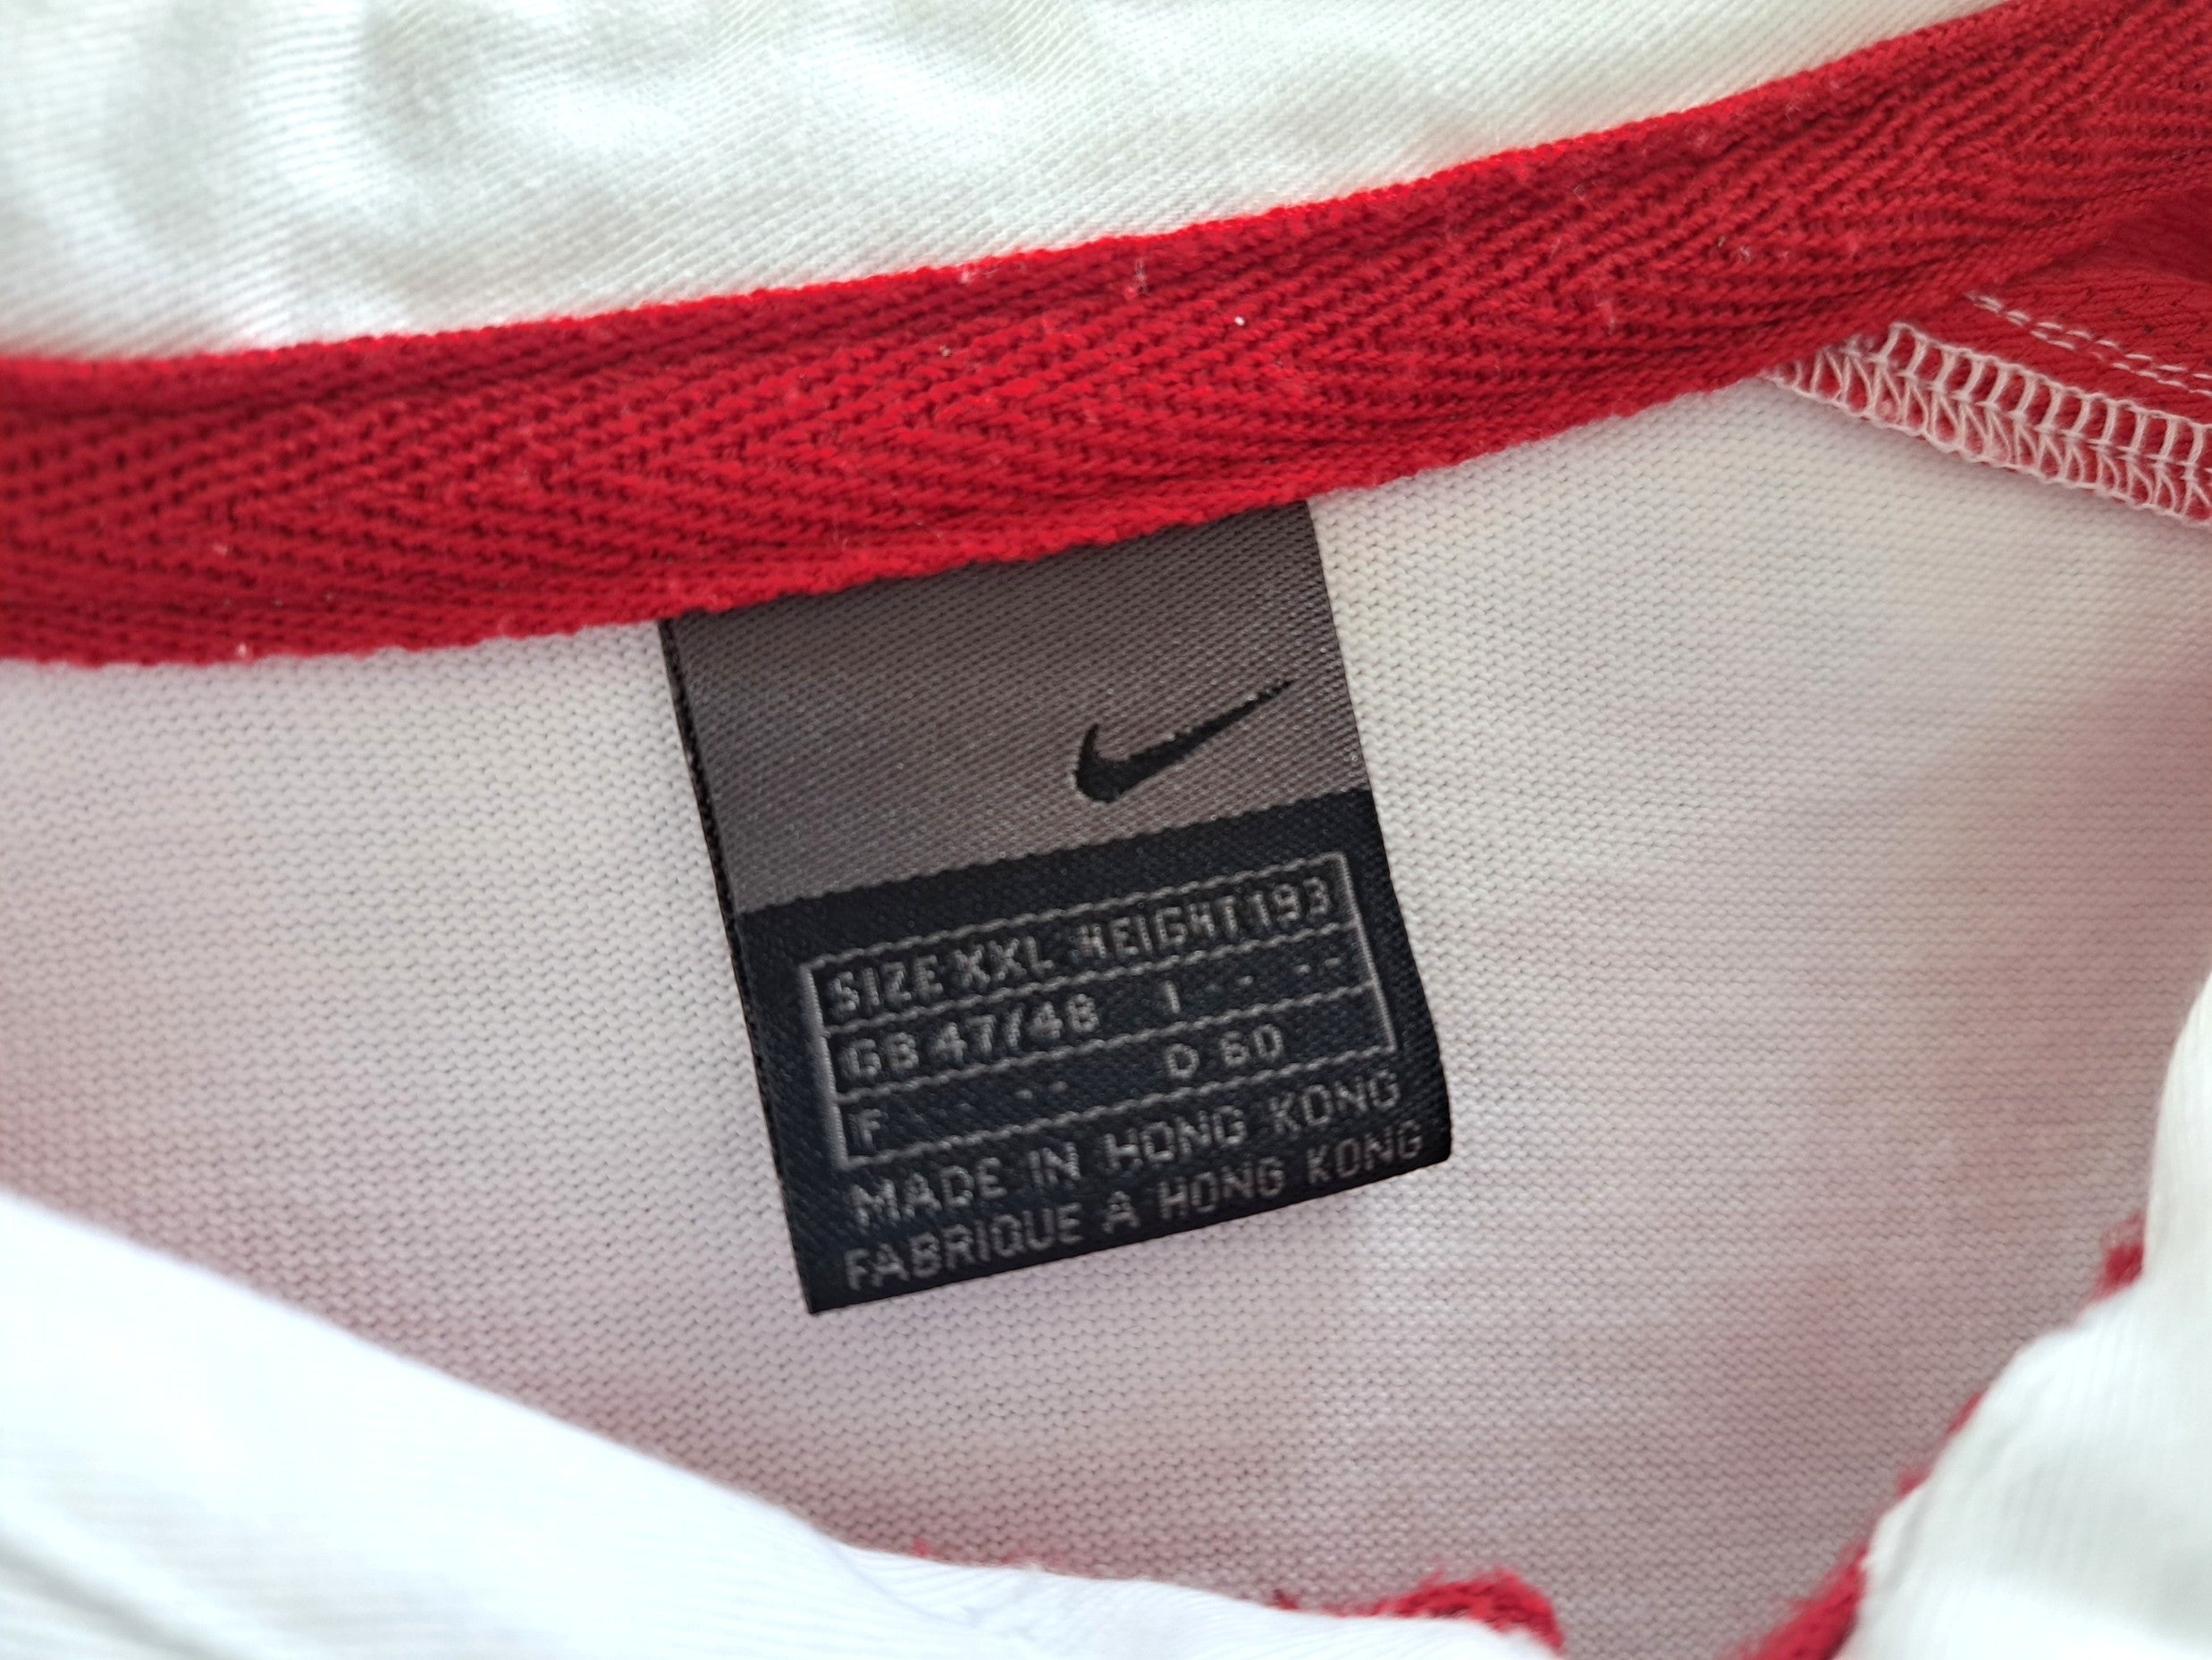 SIZE XXL HEIGHT 193
GB 47/48 I -- --
F -- -- D 60
MADE IN HONG KONG
FABRIQUE A HONG KONG